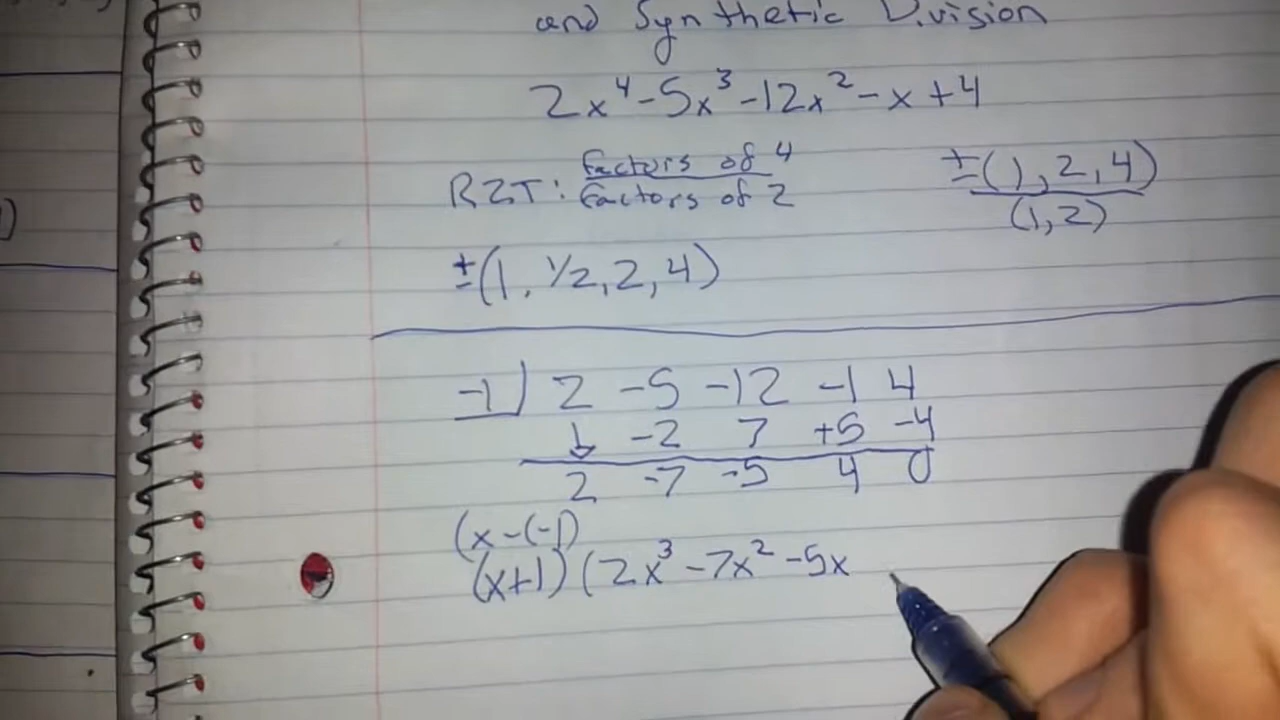 and Synthetic Division
2x⁴-5x³-12x²-x+4
RZT: factors of 4
factors of 2
±(1,2,4)
(1,2)
±(1, 1/2, 2, 4)
-1) 2 -5 -12 -1 4
↓ -2 7 +5 -4
2 -7 -5 4 0
(x-(-1)
(x+1)(2x³-7x²-5x
)